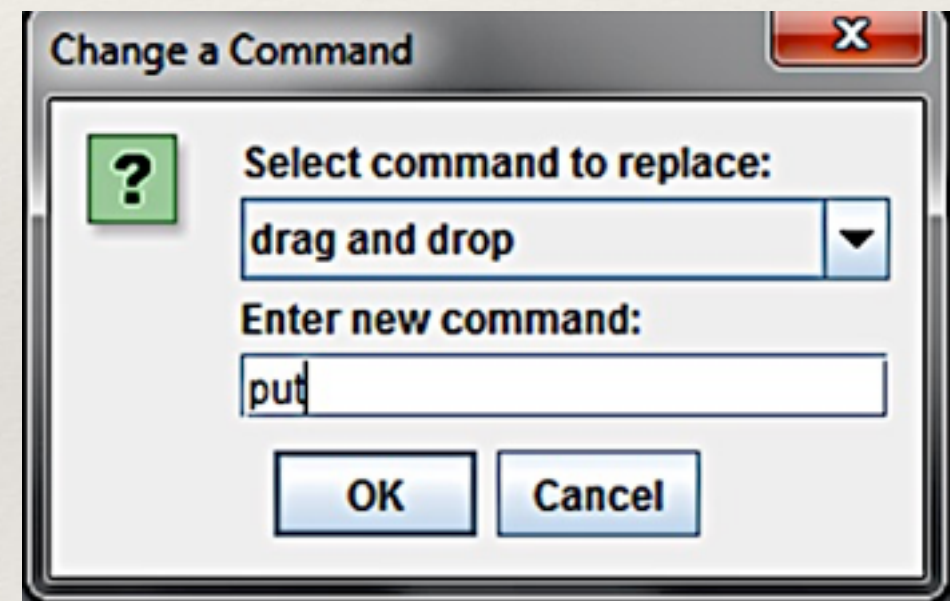 Change a Command
x
?
Select command to replace:
drag and drop
Enter new command:
put
OK Cancel